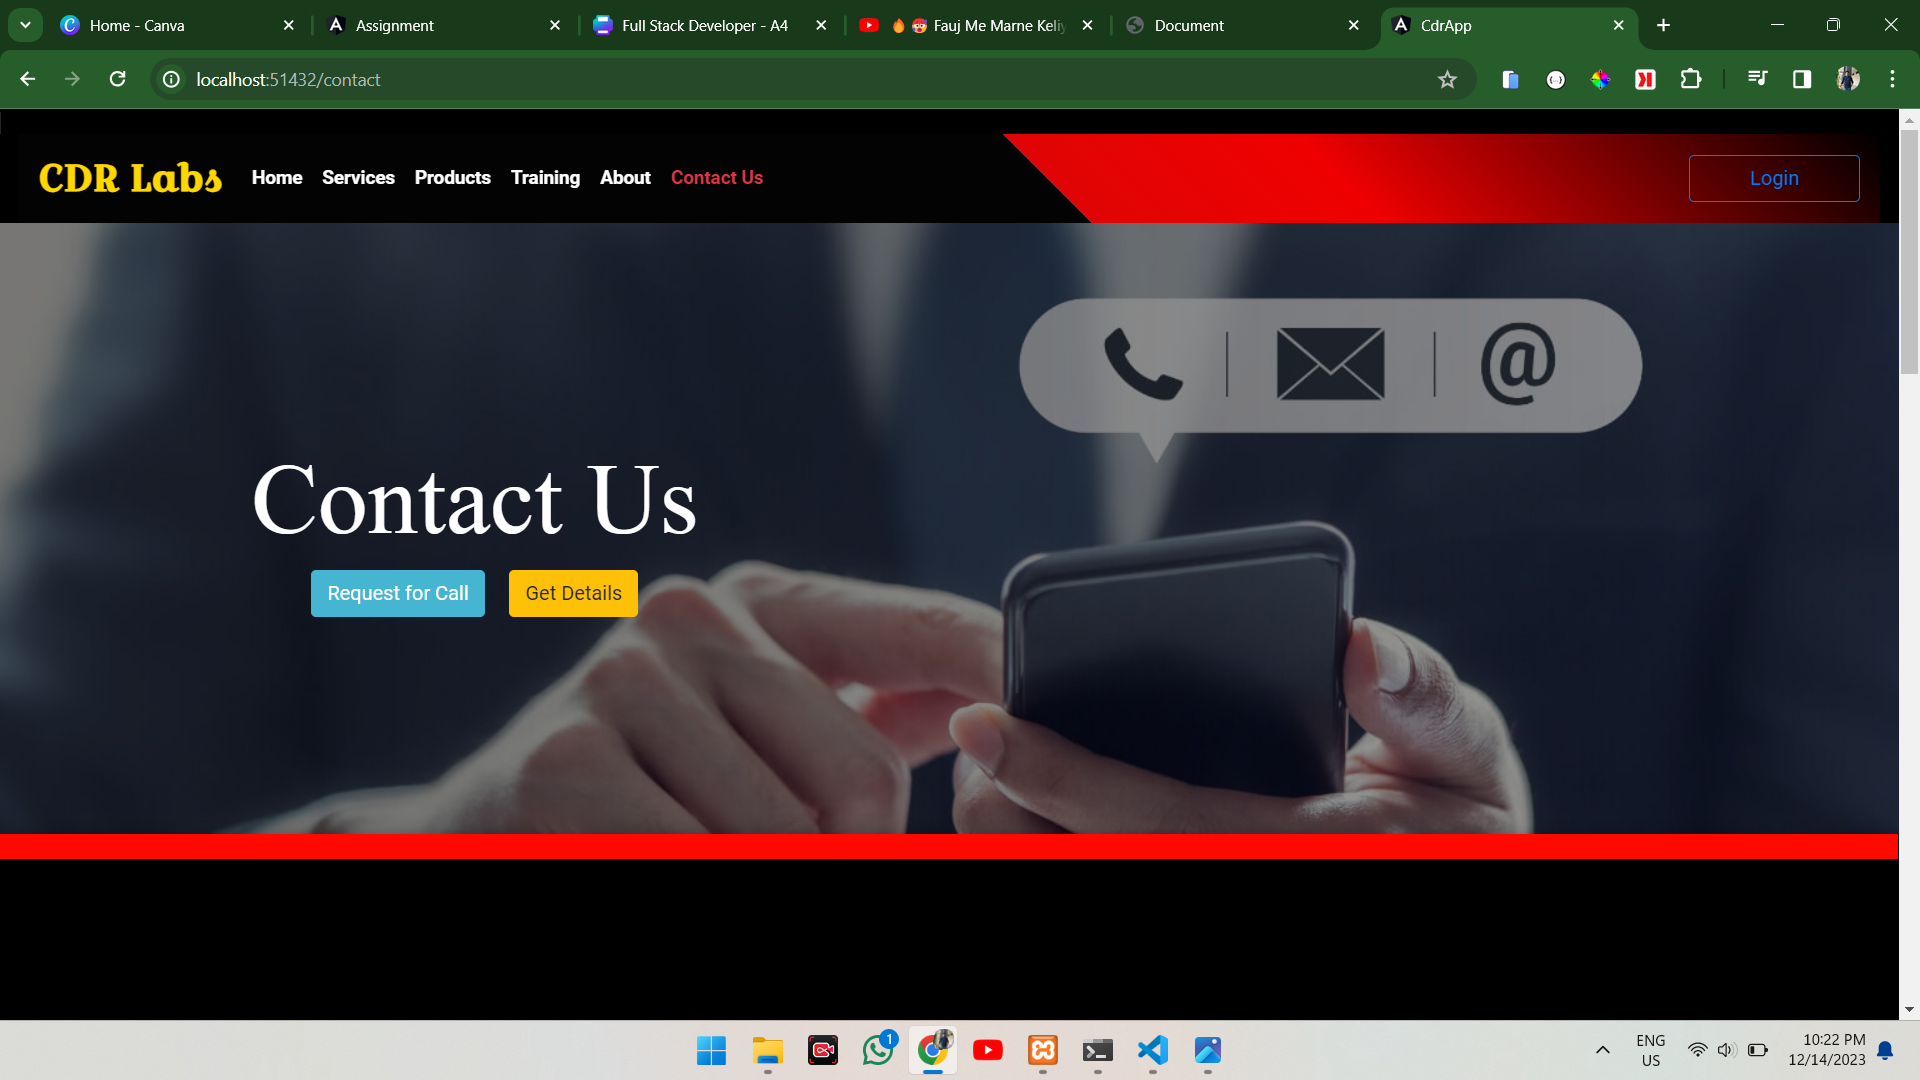 Home - Canva
Assignment
Full Stack Developer - A4
Fauj Me Marne Keliy
Document
CdrApp
localhost:51432/contact
CDR Labs
Home
Services
Products
Training
About
Contact Us
Login
@
Contact Us
Request for Call
Get Details
1
ENG
US
10:22 PM
12/14/2023